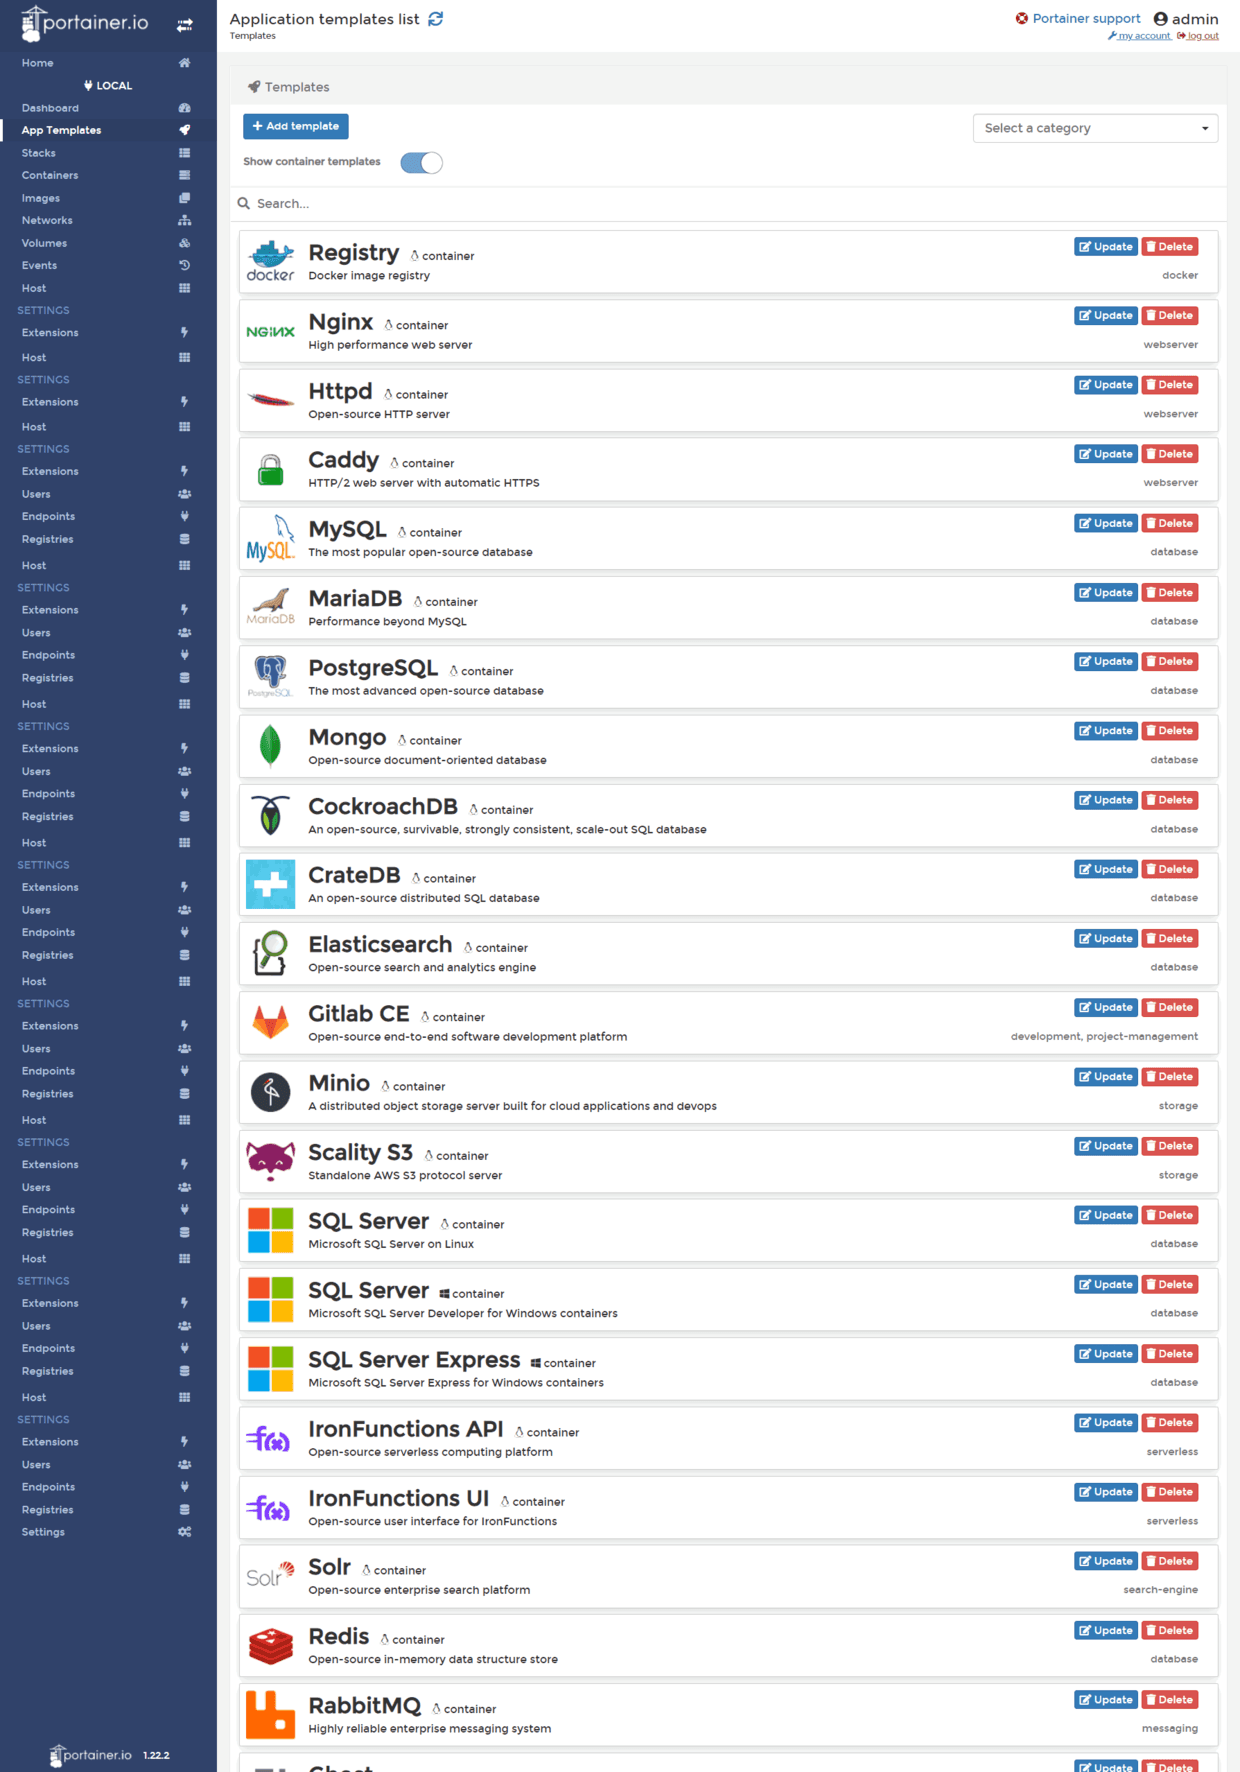 portainer.io
Home
LOCAL
Dashboard
App Templates
Stacks
Containers
Images
Networks
Volumes
Events
Host
SETTINGS
Extensions
Host
SETTINGS
Extensions
Host
SETTINGS
Extensions
Users
Endpoints
Registries
Host
SETTINGS
Extensions
Users
Endpoints
Registries
Host
SETTINGS
Extensions
Users
Endpoints
Registries
Host
SETTINGS
Extensions
Users
Endpoints
Registries
Host
SETTINGS
Extensions
Users
Endpoints
Registries
Host
SETTINGS
Extensions
Users
Endpoints
Registries
Host
SETTINGS
Extensions
Users
Endpoints
Registries
Host
SETTINGS
Extensions
Users
Endpoints
Registries
Settings
portainer.io 1.22.2
Application templates list
Templates
Portainer support admin
my account log out
Templates
Add template
Select a category
Show container templates
Search...
docker
Registry container
Docker image registry
Update Delete
docker
NGINX
Nginx container
High performance web server
Update Delete
webserver
Httpd container
Open-source HTTP server
Update Delete
webserver
Caddy container
HTTP/2 web server with automatic HTTPS
Update Delete
webserver
MySQL
MySQL container
The most popular open-source database
Update Delete
database
MariaDB
MariaDB container
Performance beyond MySQL
Update Delete
database
PostgreSQL
PostgreSQL container
The most advanced open-source database
Update Delete
database
Mongo container
Open-source document-oriented database
Update Delete
database
CockroachDB container
An open-source, survivable, strongly consistent, scale-out SQL database
Update Delete
database
CrateDB container
An open-source distributed SQL database
Update Delete
database
Elasticsearch container
Open-source search and analytics engine
Update Delete
database
Gitlab CE container
Open-source end-to-end software development platform
Update Delete
development, project-management
Minio container
A distributed object storage server built for cloud applications and devops
Update Delete
storage
Scality S3 container
Standalone AWS S3 protocol server
Update Delete
storage
SQL Server container
Microsoft SQL Server on Linux
Update Delete
database
SQL Server container
Microsoft SQL Server Developer for Windows containers
Update Delete
database
SQL Server Express container
Microsoft SQL Server Express for Windows containers
Update Delete
database
f(x)
IronFunctions API container
Open-source serverless computing platform
Update Delete
serverless
f(x)
IronFunctions UI container
Open-source user interface for IronFunctions
Update Delete
serverless
Solr
Solr container
Open-source enterprise search platform
Update Delete
search-engine
Redis container
Open-source in-memory data structure store
Update Delete
database
RabbitMQ container
Highly reliable enterprise messaging system
Update Delete
messaging
Ghost
Update Delete